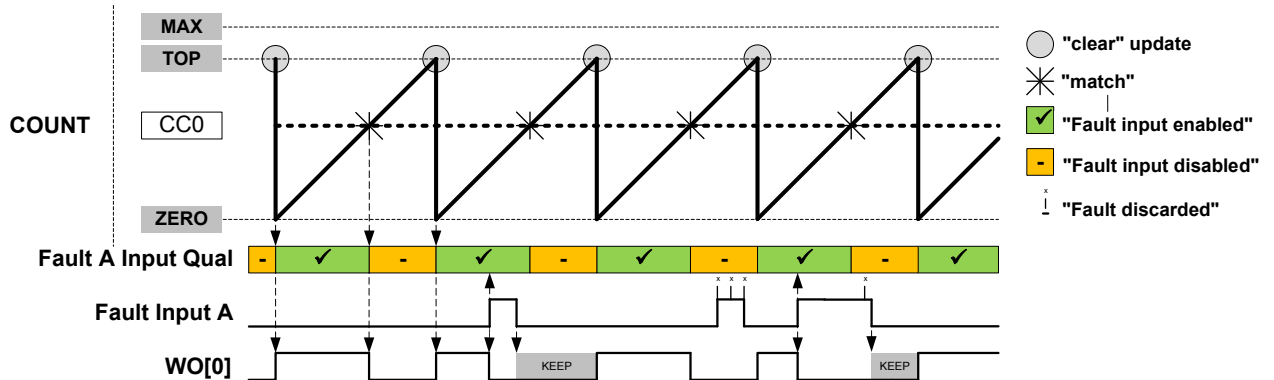 MAX
"clear" update
TOP
"match"
COUNT
CC0
"Fault input enabled"
"Fault input disabled"
x
"Fault discarded"
ZERO
Fault A Input Qual
- ✓ - ✓ - ✓ - ✓ - ✓
x x x x
Fault Input A
WO[0]
KEEP
KEEP